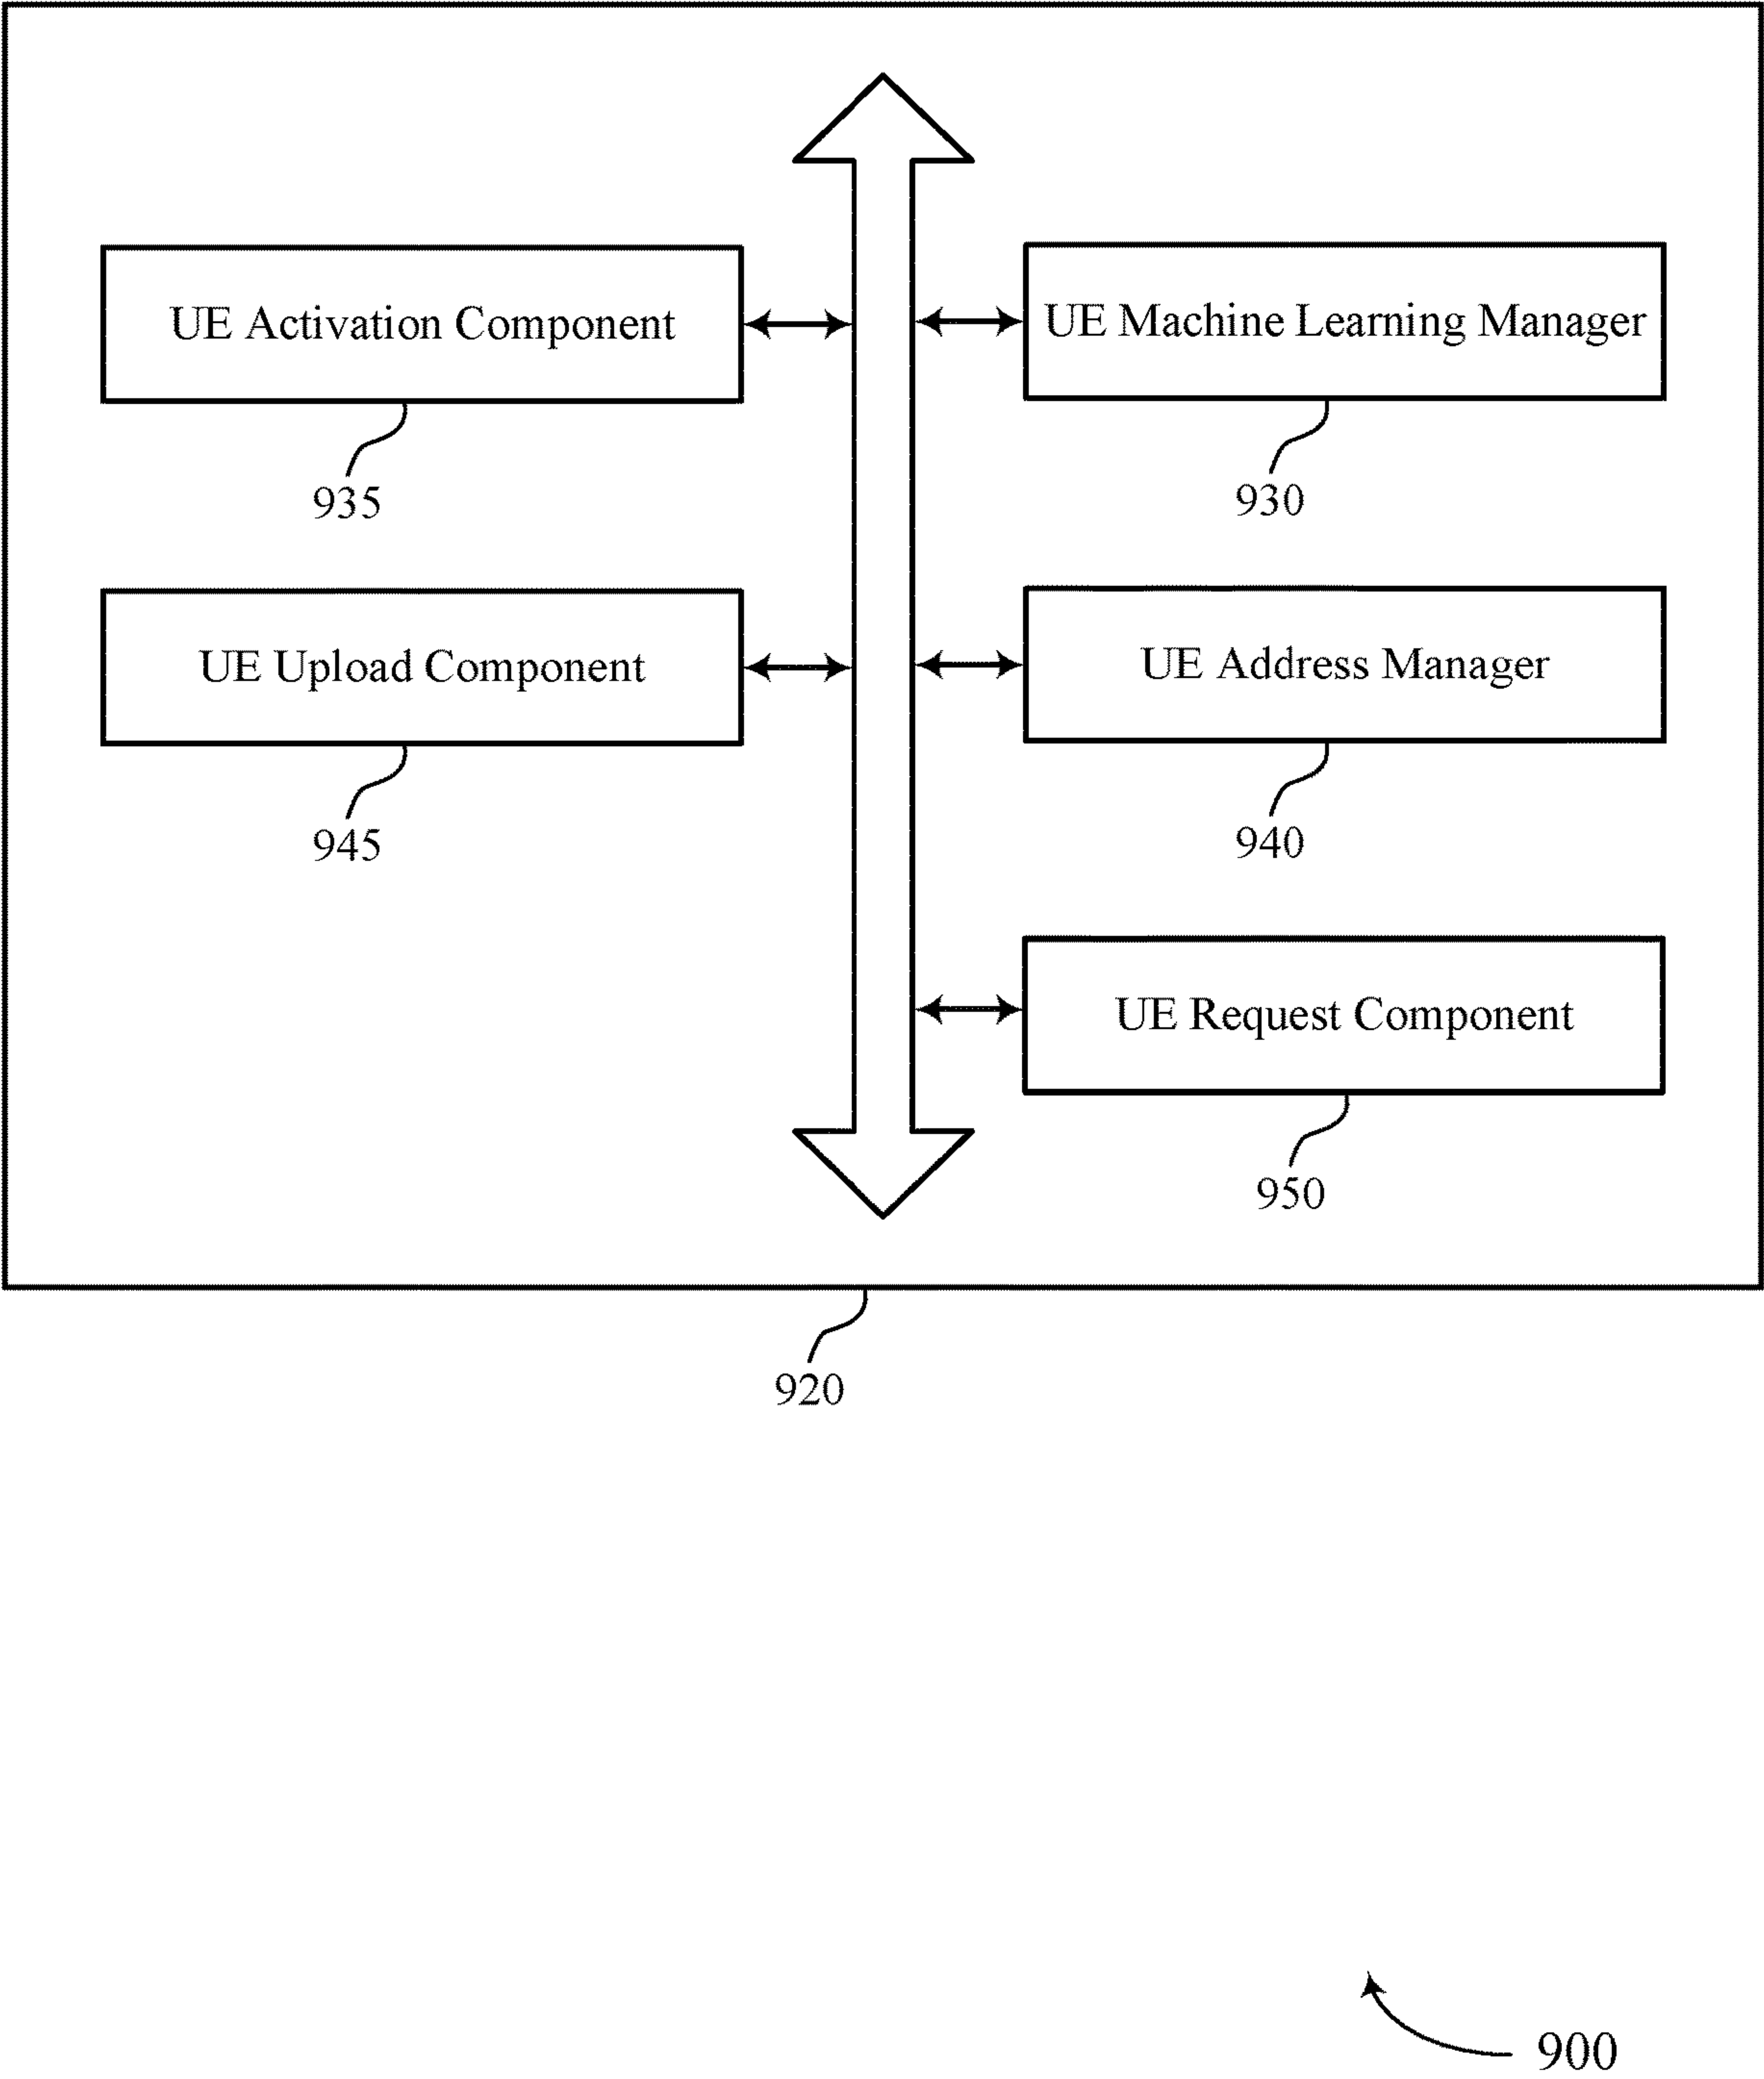 UE Activation Component
935
UE Machine Learning Manager
930
UE Upload Component
945
UE Address Manager
940
UE Request Component
950
920
900